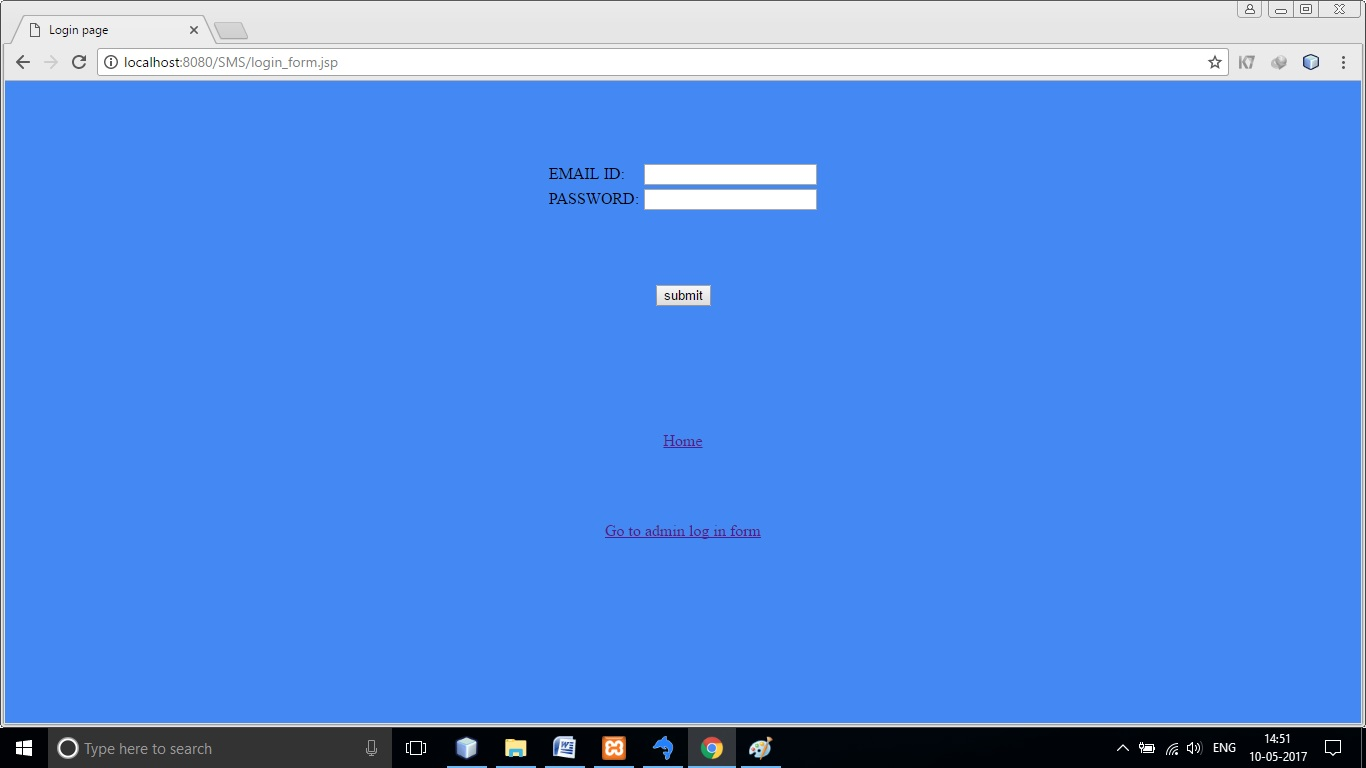 Login page
localhost:8080/SMS/login_form.jsp
K7
EMAIL ID:
PASSWORD:
submit
Home
Go to admin log in form
Type here to search
ENG
14:51
10-05-2017